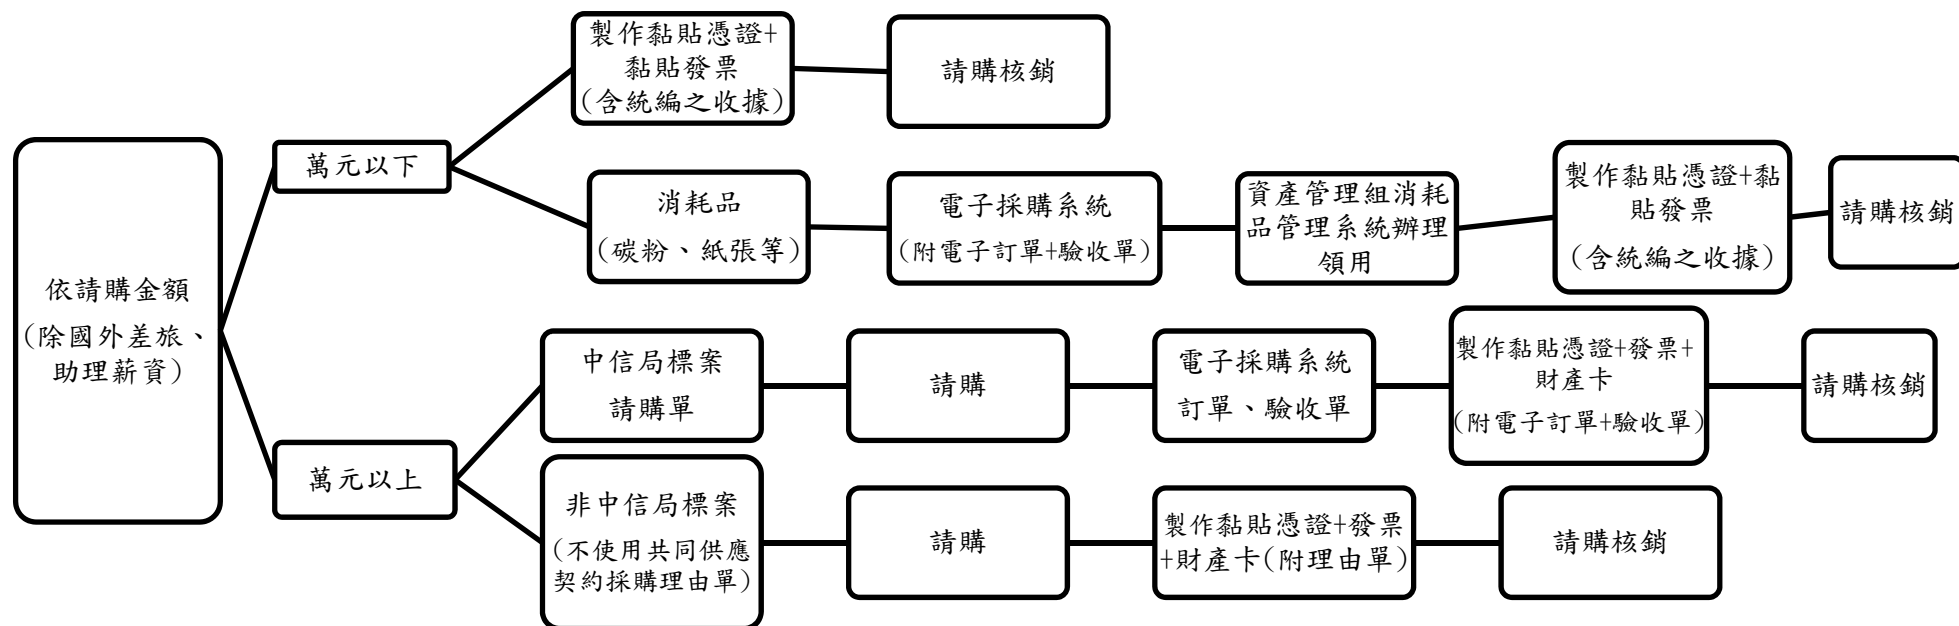 依請購金額
(除國外差旅、
助理薪資)
萬元以下
製作黏貼憑證+
黏貼發票
(含統編之收據)
請購核銷
消耗品
(碳粉、紙張等)
電子採購系統
(附電子訂單+驗收單)
資產管理組消耗
品管理系統辦理
領用
製作黏貼憑證+黏
貼發票
(含統編之收據)
請購核銷
萬元以上
中信局標案
請購單
請購
電子採購系統
訂單、驗收單
製作黏貼憑證+發票+
財產卡
(附電子訂單+驗收單)
請購核銷
非中信局標案
(不使用共同供應
契約採購理由單)
請購
製作黏貼憑證+發票
+財產卡(附理由單)
請購核銷